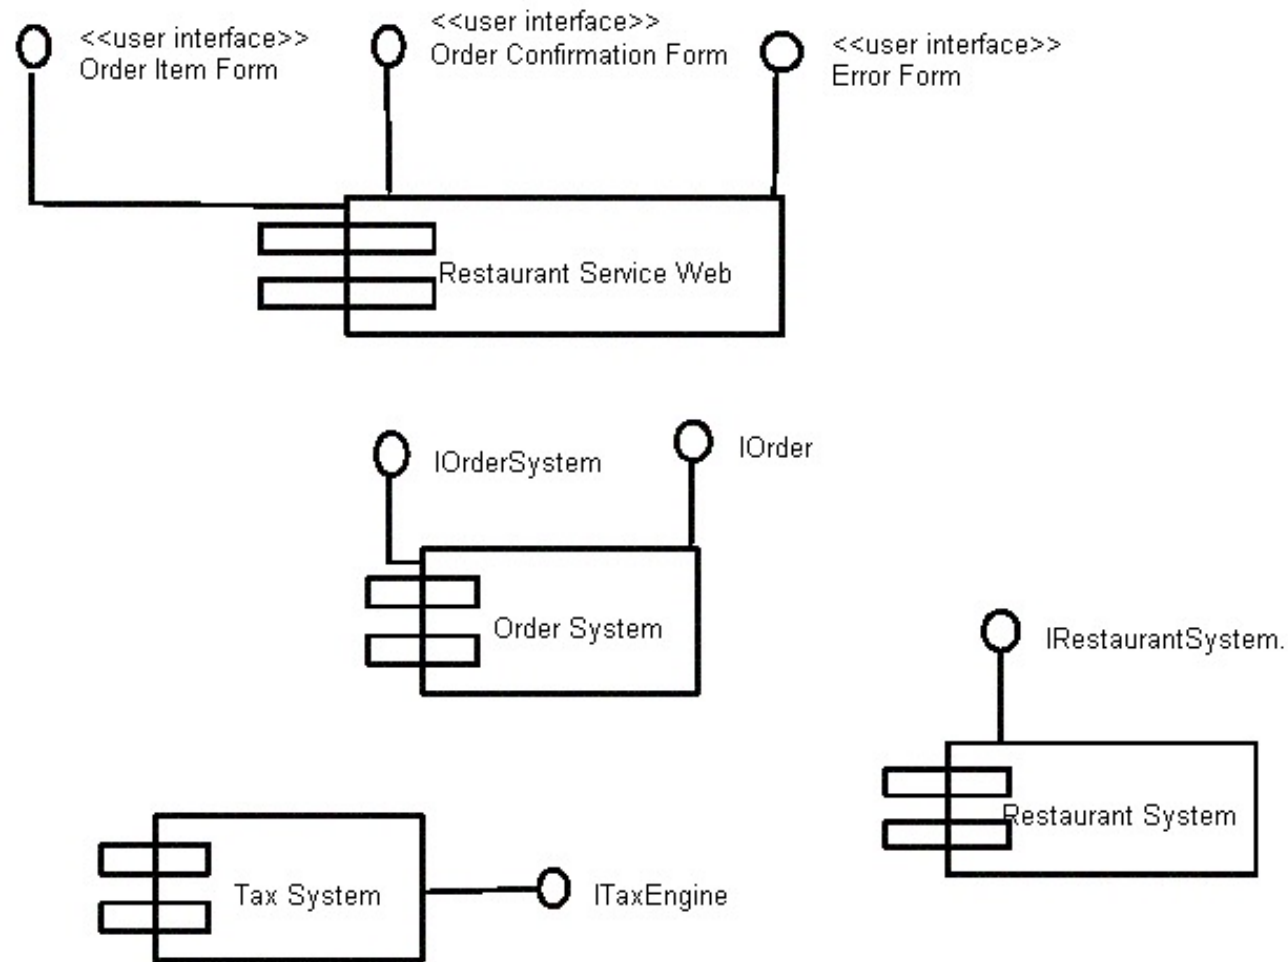 <<user interface>>
Order Item Form
<<user interface>>
Order Confirmation Form
<<user interface>>
Error Form
Restaurant Service Web
IOrderSystem
IOrder
Order System
IRestaurantSystem.
Restaurant System
Tax System
ITaxEngine